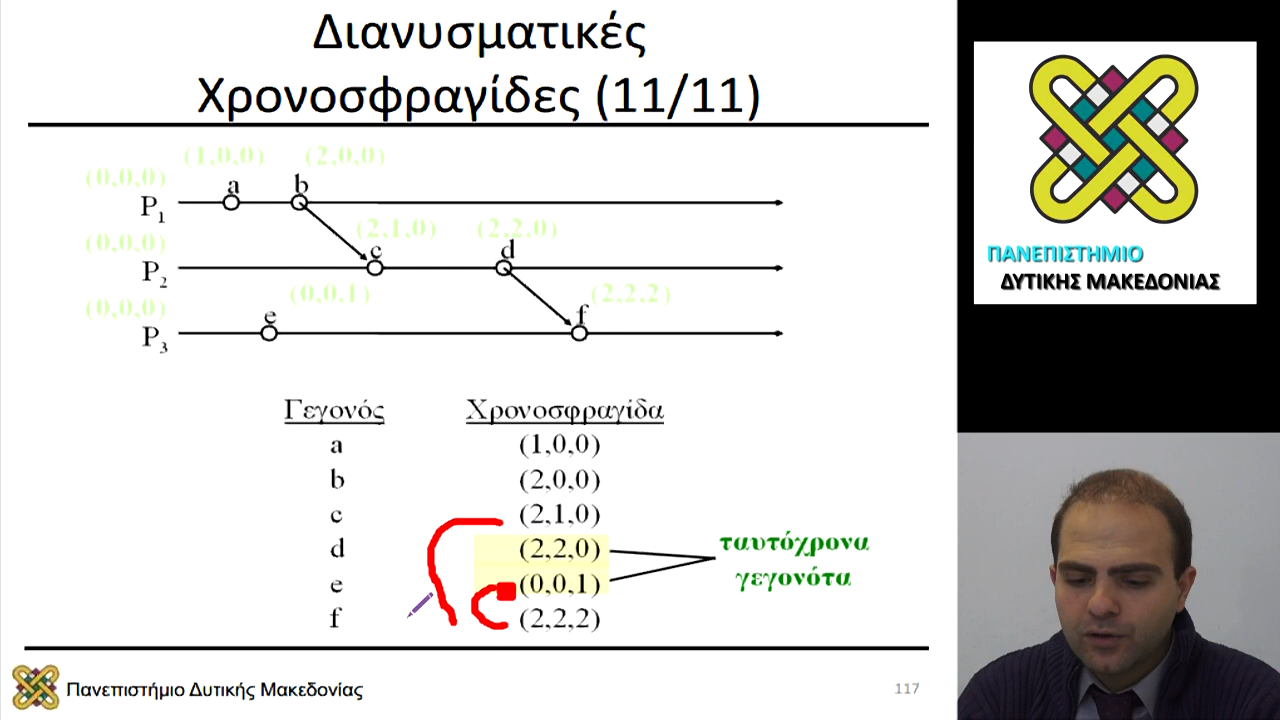 Διανυσματικές
Χρονοσφραγίδες (11/11)
(1,0,0) (2,0,0)
(0,0,0)
a b
P1
(2,1,0) (2,2,0)
(0,0,0)
c d
P2
(0,0,1) (2,2,2)
(0,0,0)
e f
P3
Γεγονός Χρονοσφραγίδα
a (1,0,0)
b (2,0,0)
c (2,1,0)
d (2,2,0)
e (0,0,1)
f (2,2,2)
ταυτόχρονα
γεγονότα
Πανεπιστήμιο Δυτικής Μακεδονίας
117
ΠΑΝΕΠΙΣΤΗΜΙΟ
ΔΥΤΙΚΗΣ ΜΑΚΕΔΟΝΙΑΣ